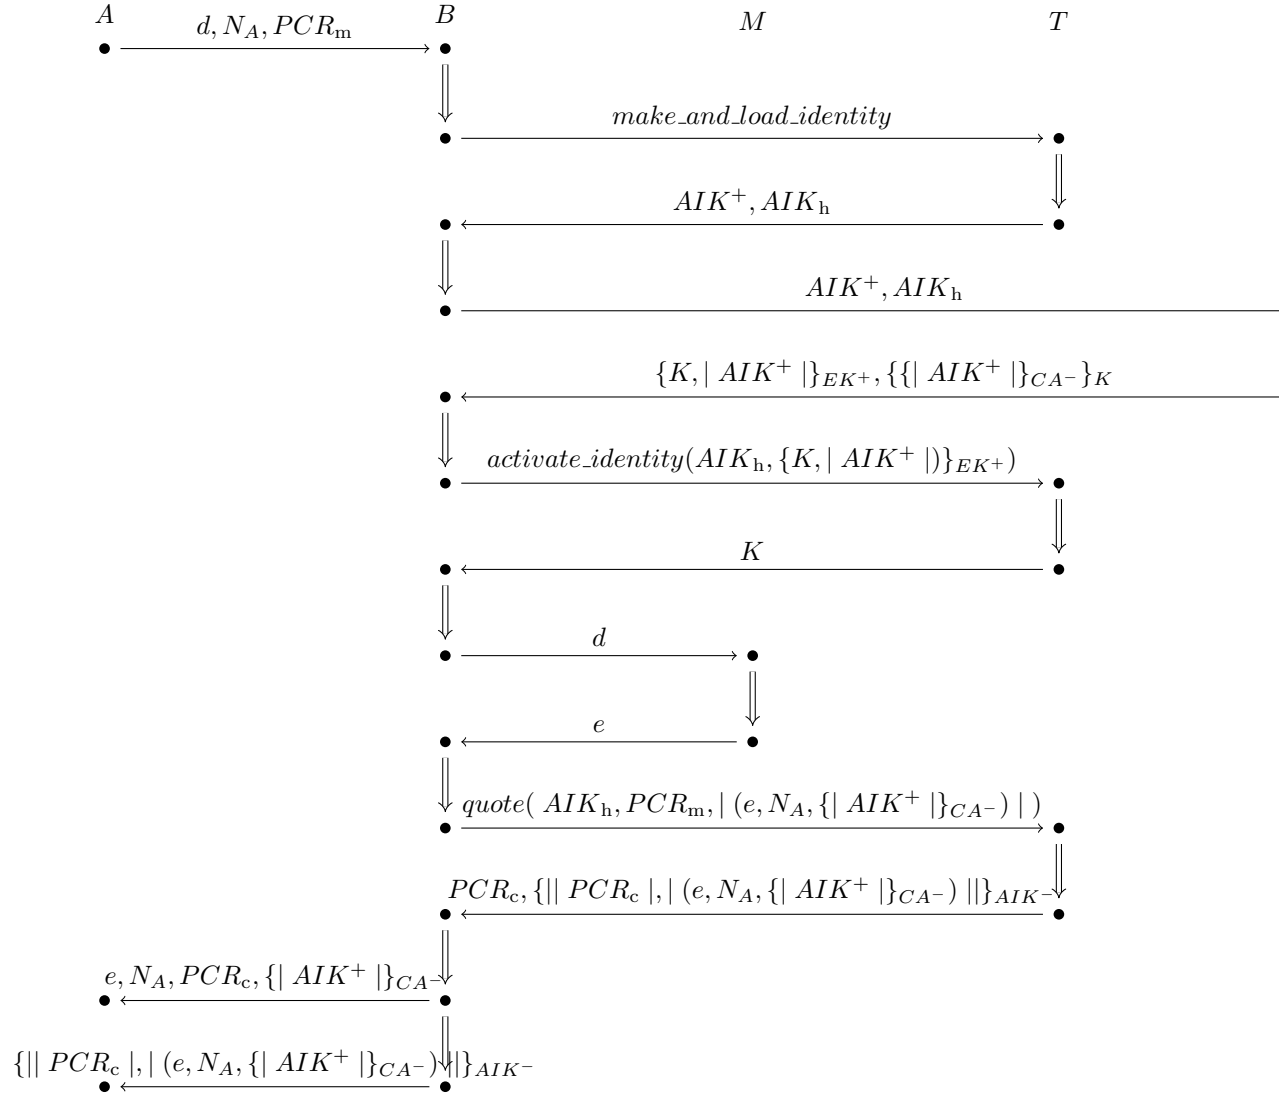 A B M T
d, N_A, PCR_m
make_and_load_identity
AIK^+, AIK_h
AIK^+, AIK_h
{K, | AIK^+ |}_{EK^+}, {{| AIK^+ |}_{CA^-}}_K
activate_identity(AIK_h, {K, | AIK^+ |)}_{EK^+})
K
d
e
quote( AIK_h, PCR_m, | (e, N_A, {| AIK^+ |}_{CA^-}) | )
PCR_c, {|| PCR_c |, | (e, N_A, {| AIK^+ |}_{CA^-}) ||}_{AIK^-}
e, N_A, PCR_c, {| AIK^+ |}_{CA^-}
{|| PCR_c |, | (e, N_A, {| AIK^+ |}_{CA^-}) ||}_{AIK^-}